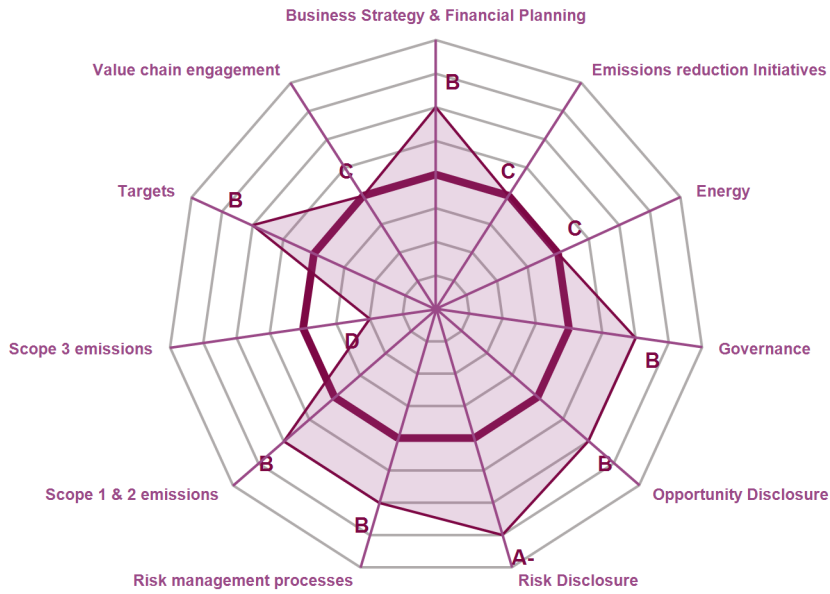 Business Strategy & Financial Planning
Value chain engagement
Emissions reduction Initiatives
B
C
C
Targets
B
Energy
C
Scope 3 emissions
D
Governance
B
Scope 1 & 2 emissions
B
B
Opportunity Disclosure
B
A-
Risk management processes
Risk Disclosure